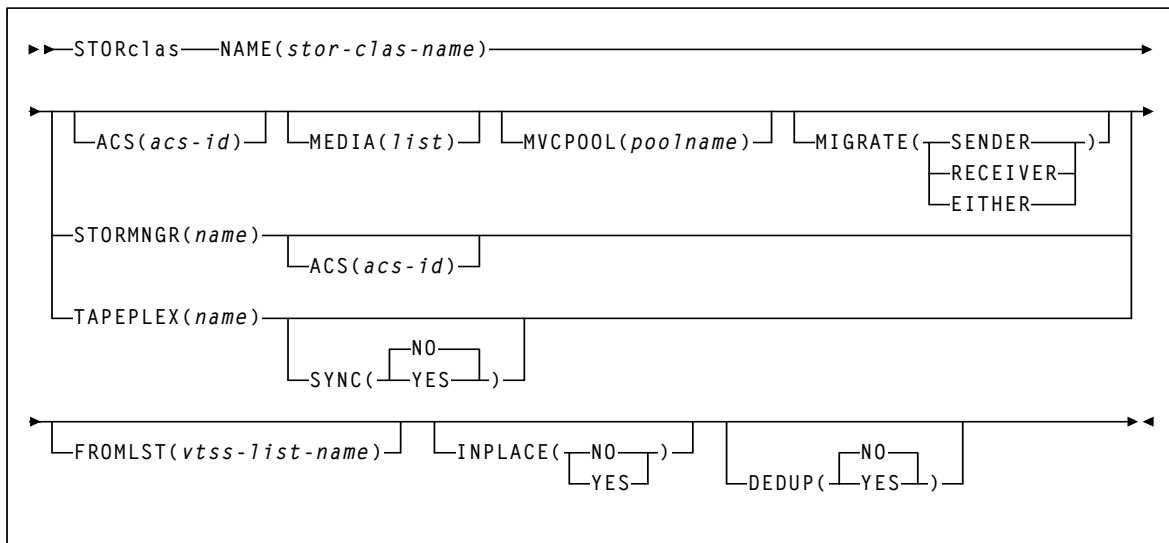 STORclas NAME(stor-clas-name)
ACS(acs-id) MEDIA(list) MVCPOOL(poolname) MIGRATE( SENDER )
RECEIVER
EITHER
STORMNGR(name)
ACS(acs-id)
TAPEPLEX(name)
NO
SYNC( YES )
FROMLST(vtss-list-name) INPLACE( NO ) NO
YES DEDUP( YES )